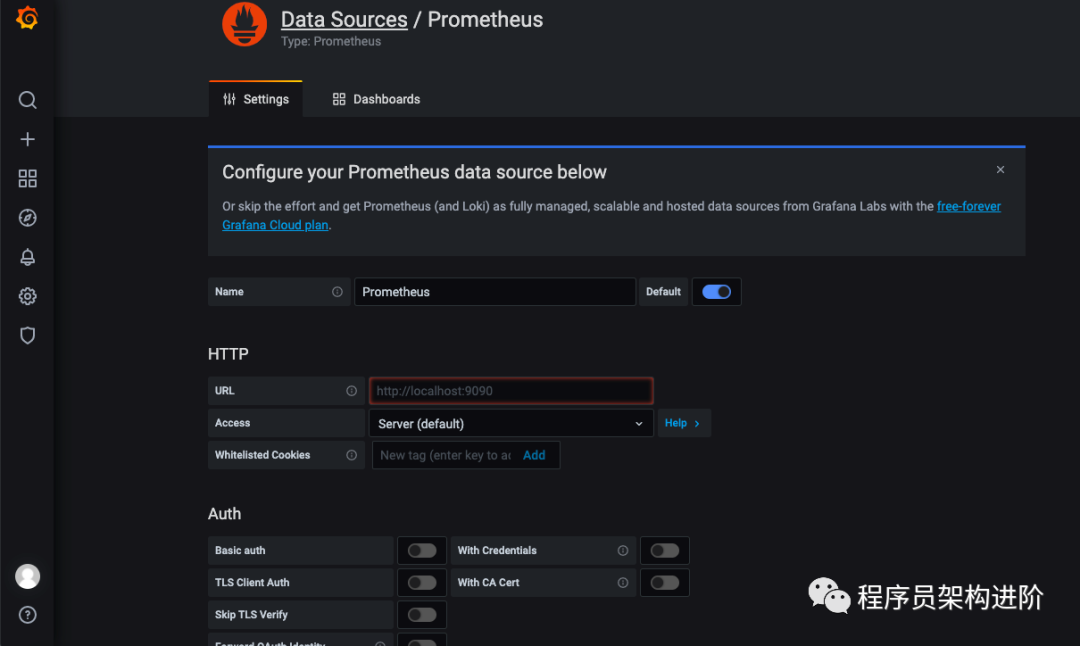 Data Sources / Prometheus
Type: Prometheus
Settings
Dashboards
Configure your Prometheus data source below
Or skip the effort and get Prometheus (and Loki) as fully managed, scalable and hosted data sources from Grafana Labs with the free-forever
Grafana Cloud plan.
Name
Prometheus
Default
HTTP
URL
http://localhost:9090
Access
Server (default)
Help
Whitelisted Cookies
New tag (enter key to ac
Add
Auth
Basic auth
With Credentials
TLS Client Auth
With CA Cert
Skip TLS Verify
Forward OAuth Identity
程序员架构进阶